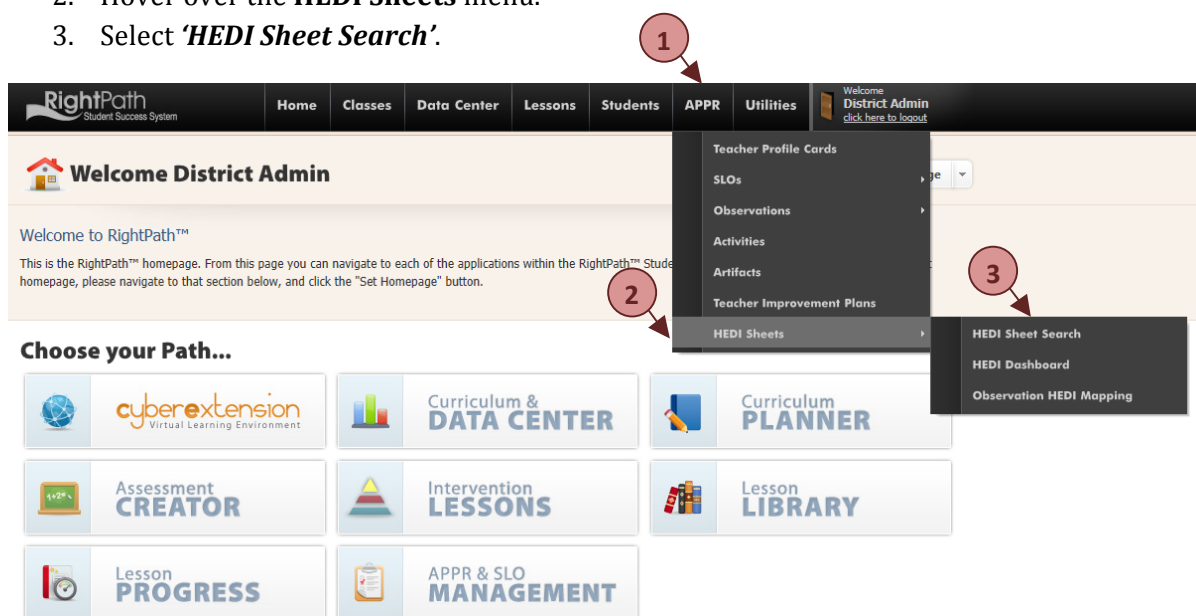 2. Hover over the HEDI Sheets menu.
3. Select ‘HEDI Sheet Search’.
1
RightPath
Student Success System
Home Classes Data Center Lessons Students APPR Utilities
Welcome
District Admin
click here to logout
Teacher Profile Cards
Welcome District Admin
SLOs
ge
Observations
Welcome to RightPath™
Activities
This is the RightPath™ homepage. From this page you can navigate to each of the applications within the RightPath™ Stude
Artifacts
homepage, please navigate to that section below, and click the "Set Homepage" button.
2
3
Teacher Improvement Plans
HEDI Sheets
HEDI Sheet Search
HEDI Dashboard
Observation HEDI Mapping
Choose your Path...
cyberextension
Virtual Learning Environment
Curriculum &
DATA CENTER
Curriculum
PLANNER
Assessment
CREATOR
Intervention
LESSONS
Lesson
LIBRARY
Lesson
PROGRESS
APPR & SLO
MANAGEMENT